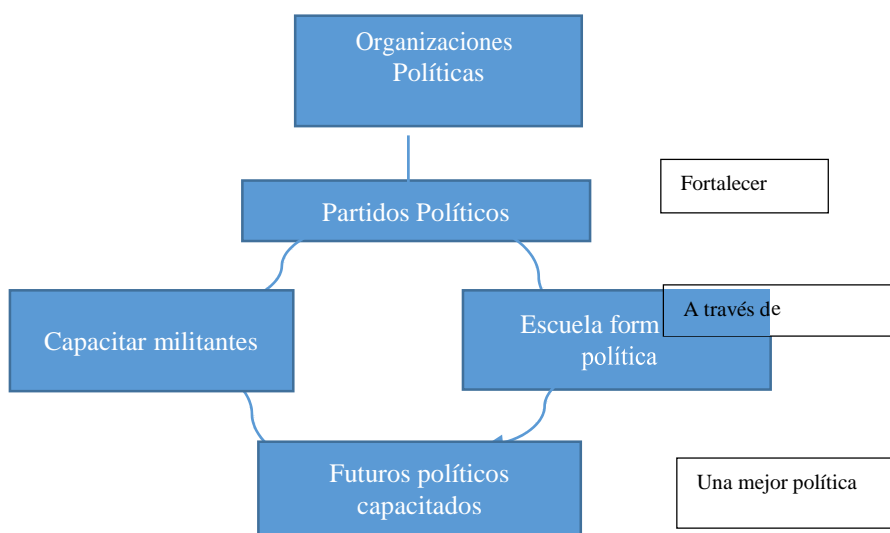 Organizaciones
Políticas
Fortalecer
Partidos Políticos
A través de
Capacitar militantes
Escuela form
política
Futuros políticos
capacitados
Una mejor política